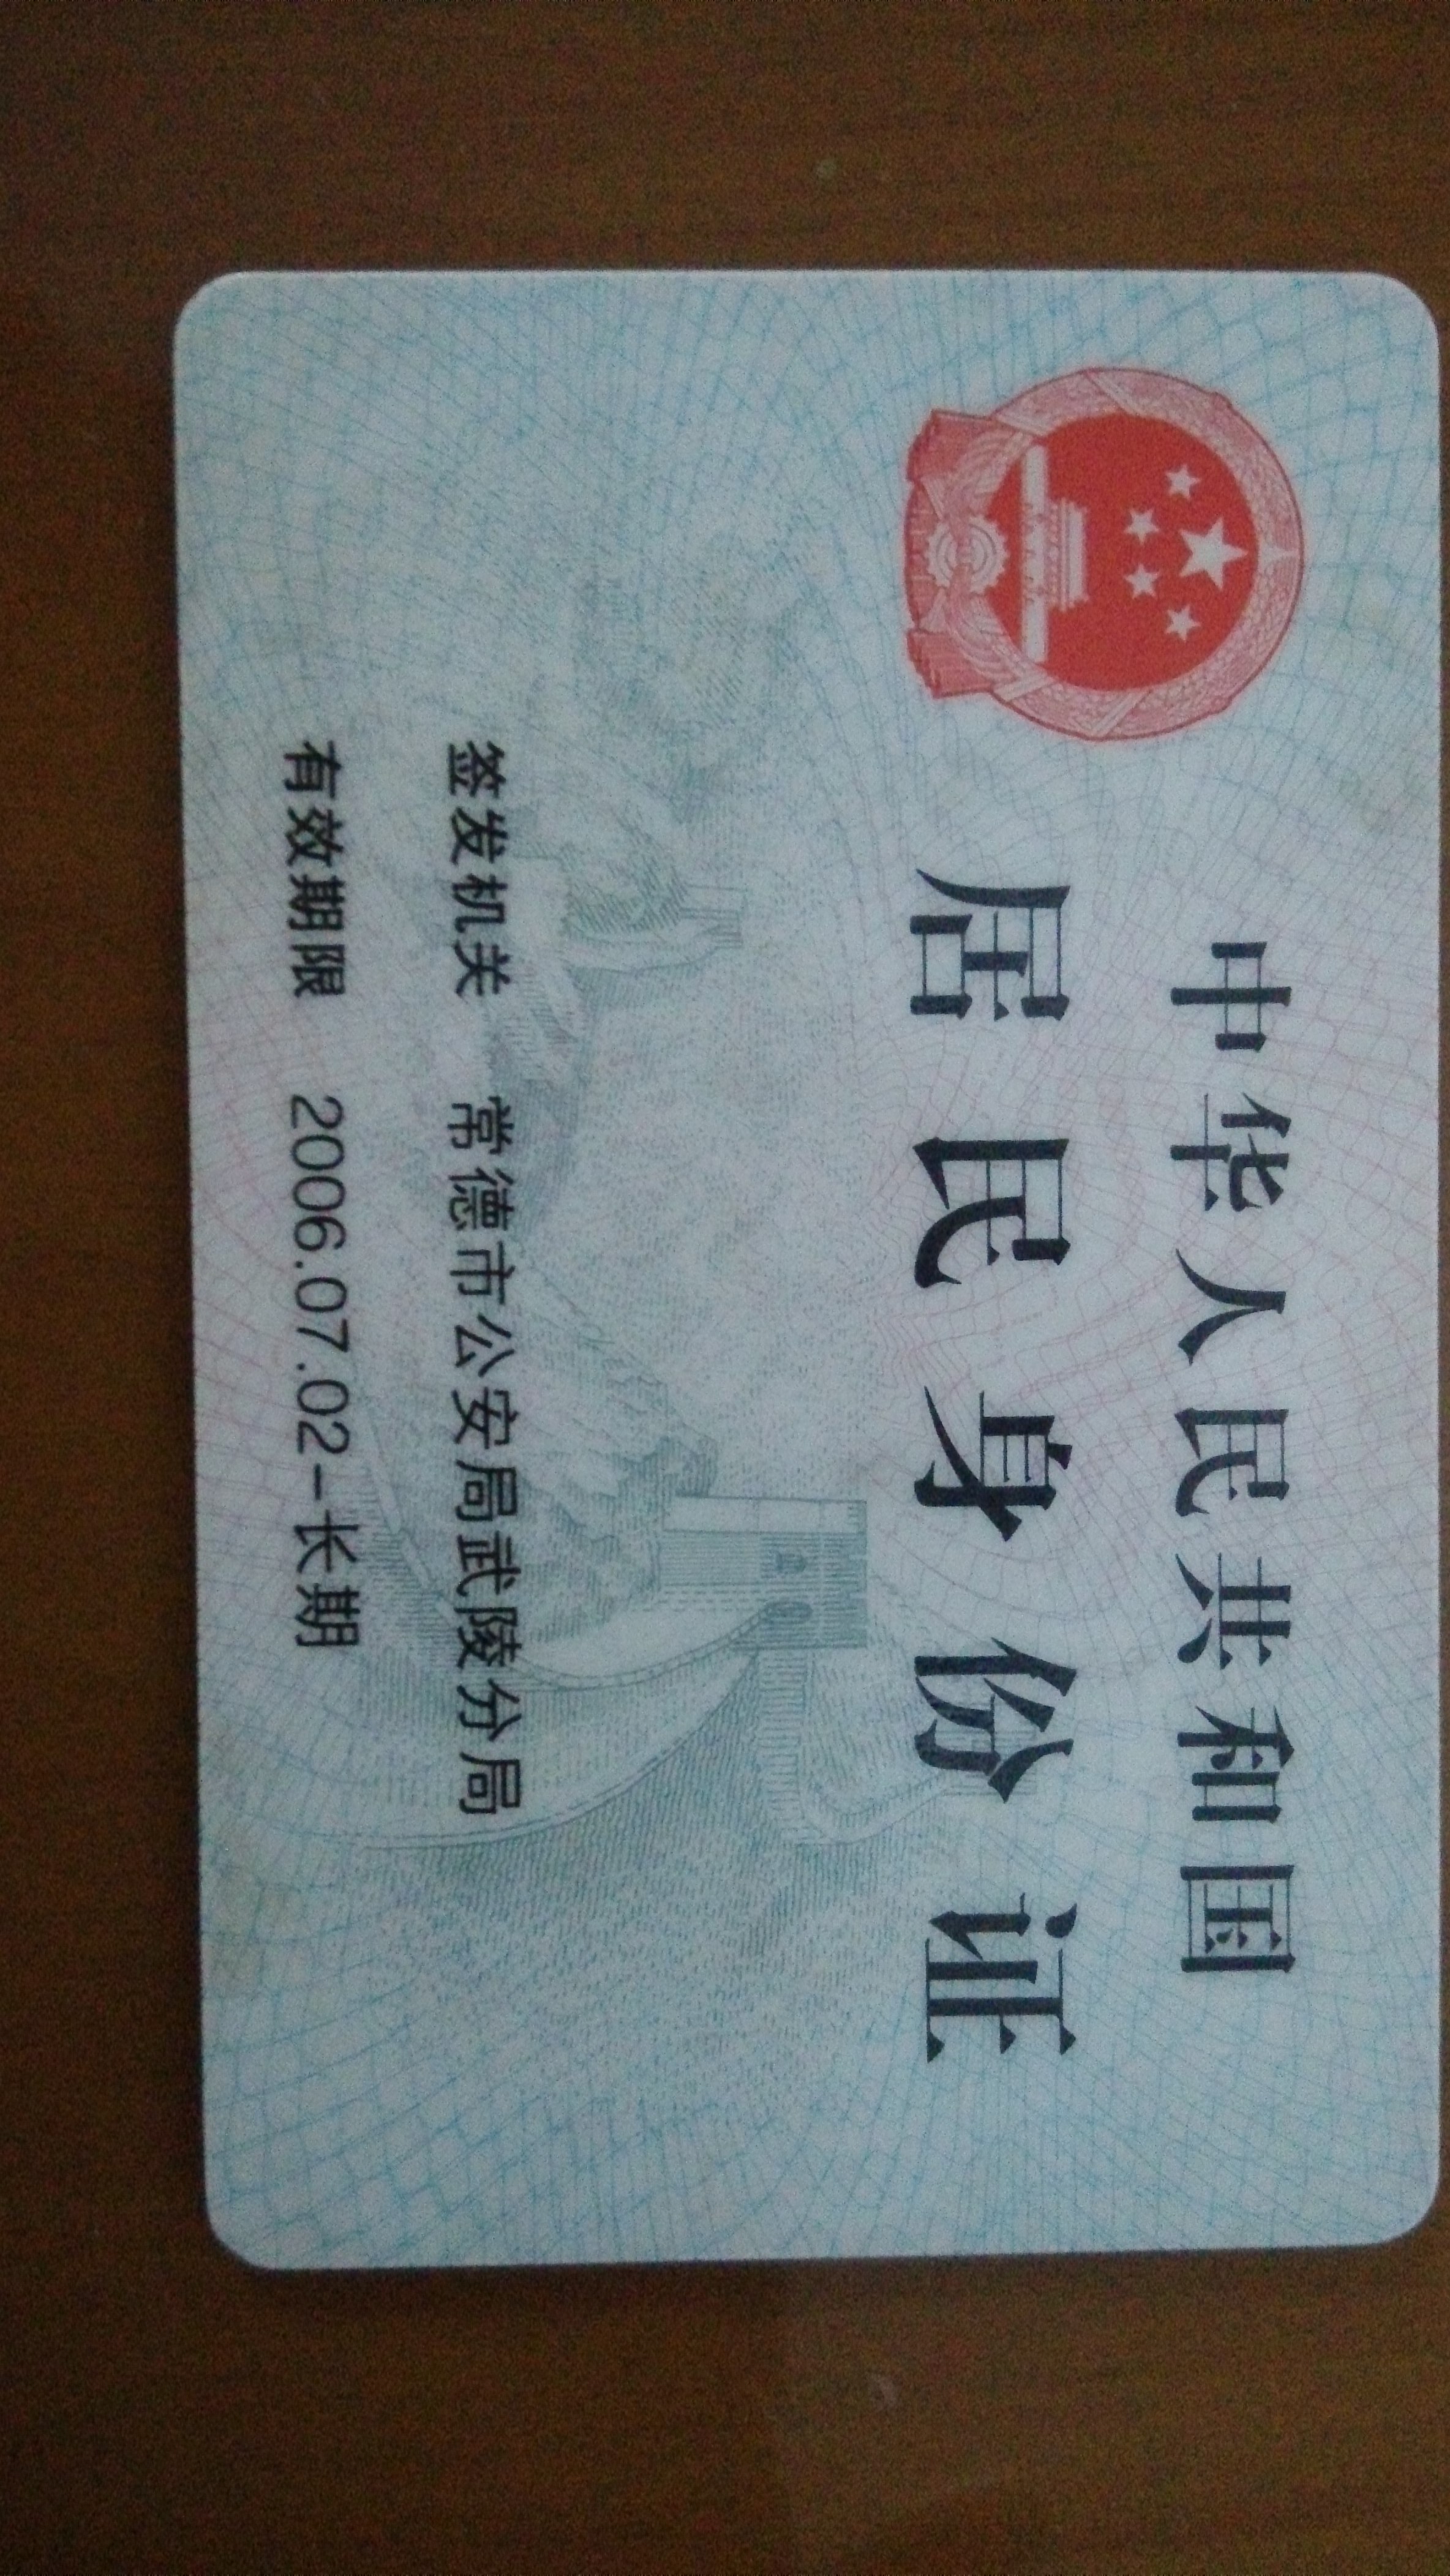 中华人民共和国
居民身份证
签发机关 常德市公安局武陵分局
有效期限 2006.07.02-长期